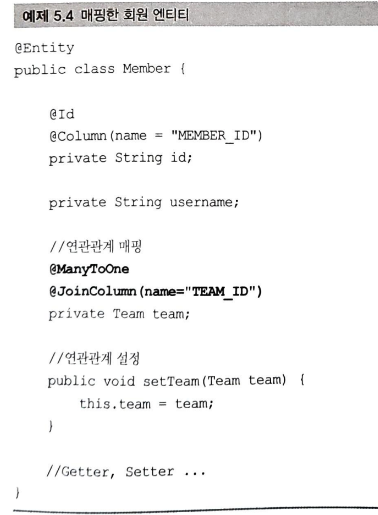 예제 5.4 매핑한 회원 엔티티
@Entity
public class Member {
@Id
@Column(name = "MEMBER_ID")
private String id;
private String username;
//연관관계 매핑
@ManyToOne
@JoinColumn(name="TEAM_ID")
private Team team;
//연관관계 설정
public void setTeam(Team team) {
this.team = team;
}
//Getter, Setter ...
}